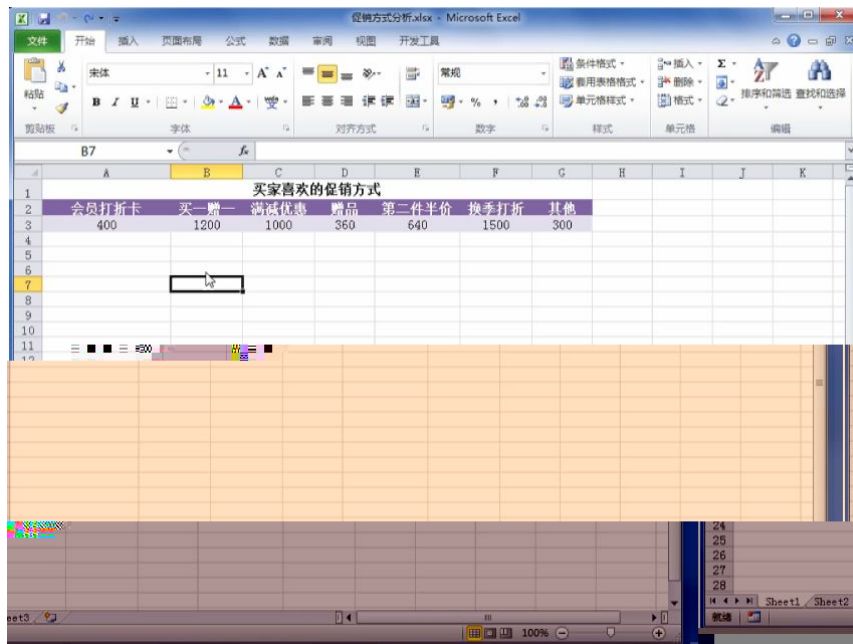 促销方式分析.xlsx - Microsoft Excel
文件 开始 插入 页面布局 公式 数据 审阅 视图 开发工具
宋体 11 A A 常规 条件格式 插入 Σ
粘贴 B I U A % , 套用表格格式 删除 排序和筛选 查找和选择
单元格样式 格式
剪贴板 字体 对齐方式 数字 样式 单元格 编辑
B7 fx
A B C D E F G H I J K
1 买家喜欢的促销方式
2 会员打折卡 买一赠一 满减优惠 赠品 第二件半价 换季打折 其他
3 400 1200 1000 360 640 1500 300
4
5
6
7
8
9
10
11
12
24
25
26
27
28
Sheet1 Sheet2
eet3 就绪
100%